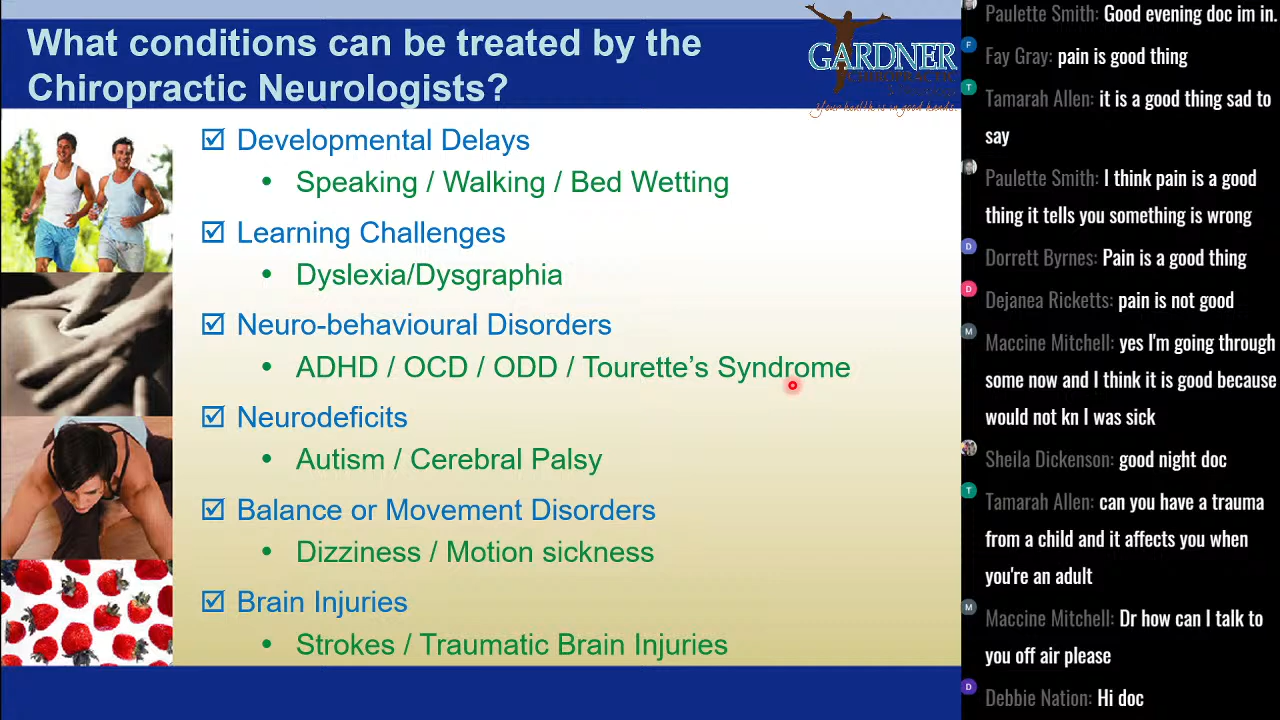 What conditions can be treated by the
Chiropractic Neurologists?
GARDNER
CHIROPRACTIC
Your health is in good hands.
☑ Developmental Delays
• Speaking / Walking / Bed Wetting
☑ Learning Challenges
• Dyslexia/Dysgraphia
☑ Neuro-behavioural Disorders
• ADHD / OCD / ODD / Tourette’s Syndrome
☑ Neurodeficits
• Autism / Cerebral Palsy
☑ Balance or Movement Disorders
• Dizziness / Motion sickness
☑ Brain Injuries
• Strokes / Traumatic Brain Injuries
Paulette Smith: Good evening doc im in.
F
Fay Gray: pain is good thing
T
Tamarah Allen: it is a good thing sad to
say
Paulette Smith: I think pain is a good
thing it tells you something is wrong
D
Dorrett Byrnes: Pain is a good thing
D
Dejanea Ricketts: pain is not good
M
Maccine Mitchell: yes I'm going through
some now and I think it is good because
would not kn I was sick
Sheila Dickenson: good night doc
T
Tamarah Allen: can you have a trauma
from a child and it affects you when
you're an adult
M
Maccine Mitchell: Dr how can I talk to
you off air please
D
Debbie Nation: Hi doc